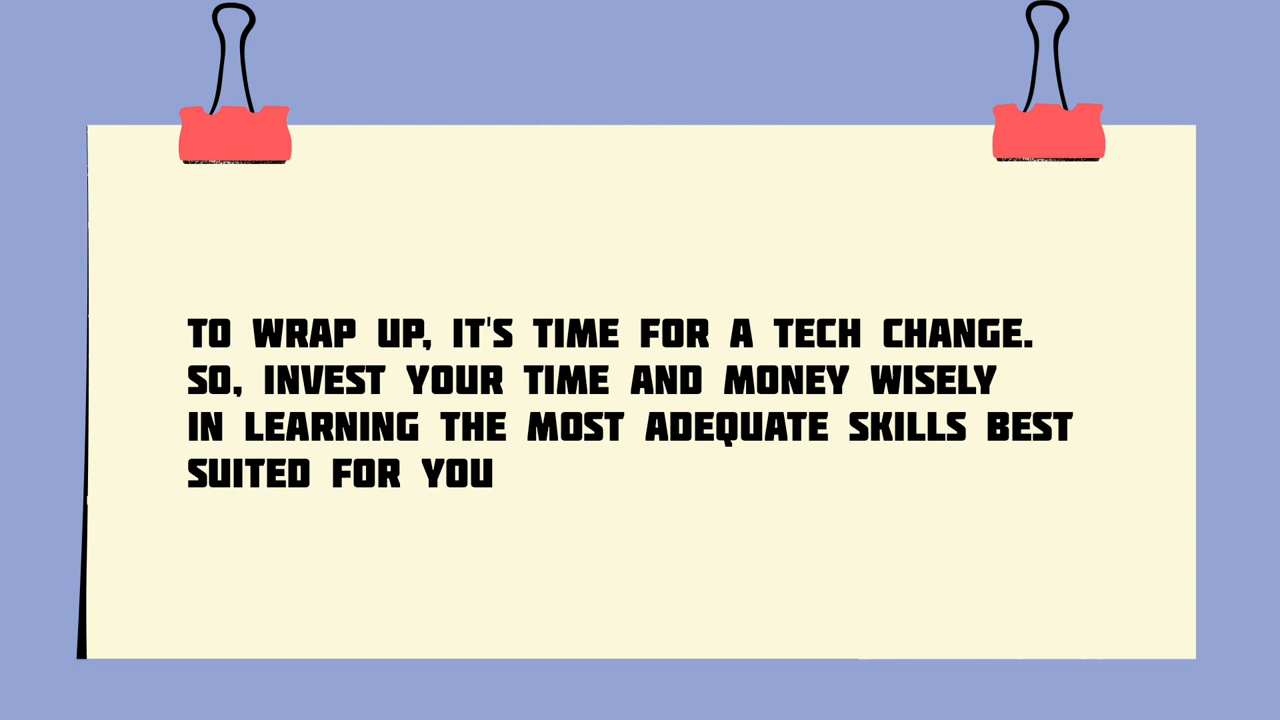 TO WRAP UP, IT'S TIME FOR A TECH CHANGE.
SO, INVEST YOUR TIME AND MONEY WISELY
IN LEARNING THE MOST ADEQUATE SKILLS BEST
SUITED FOR YOU